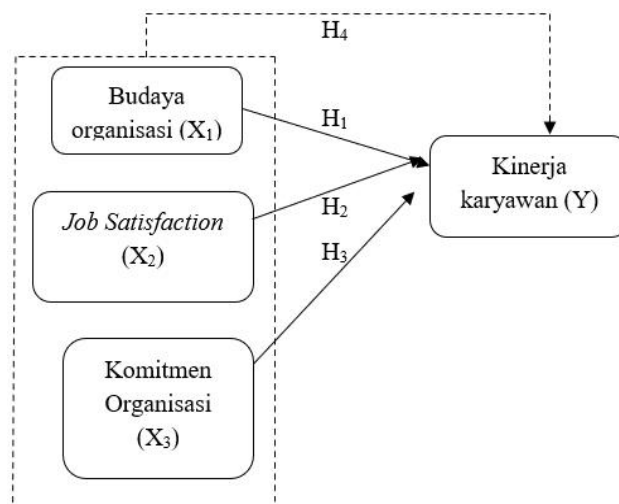 H₄
Budaya
organisasi (X₁)
H₁
Kinerja
karyawan (Y)
Job Satisfaction
(X₂)
H₂
H₃
Komitmen
Organisasi
(X₃)